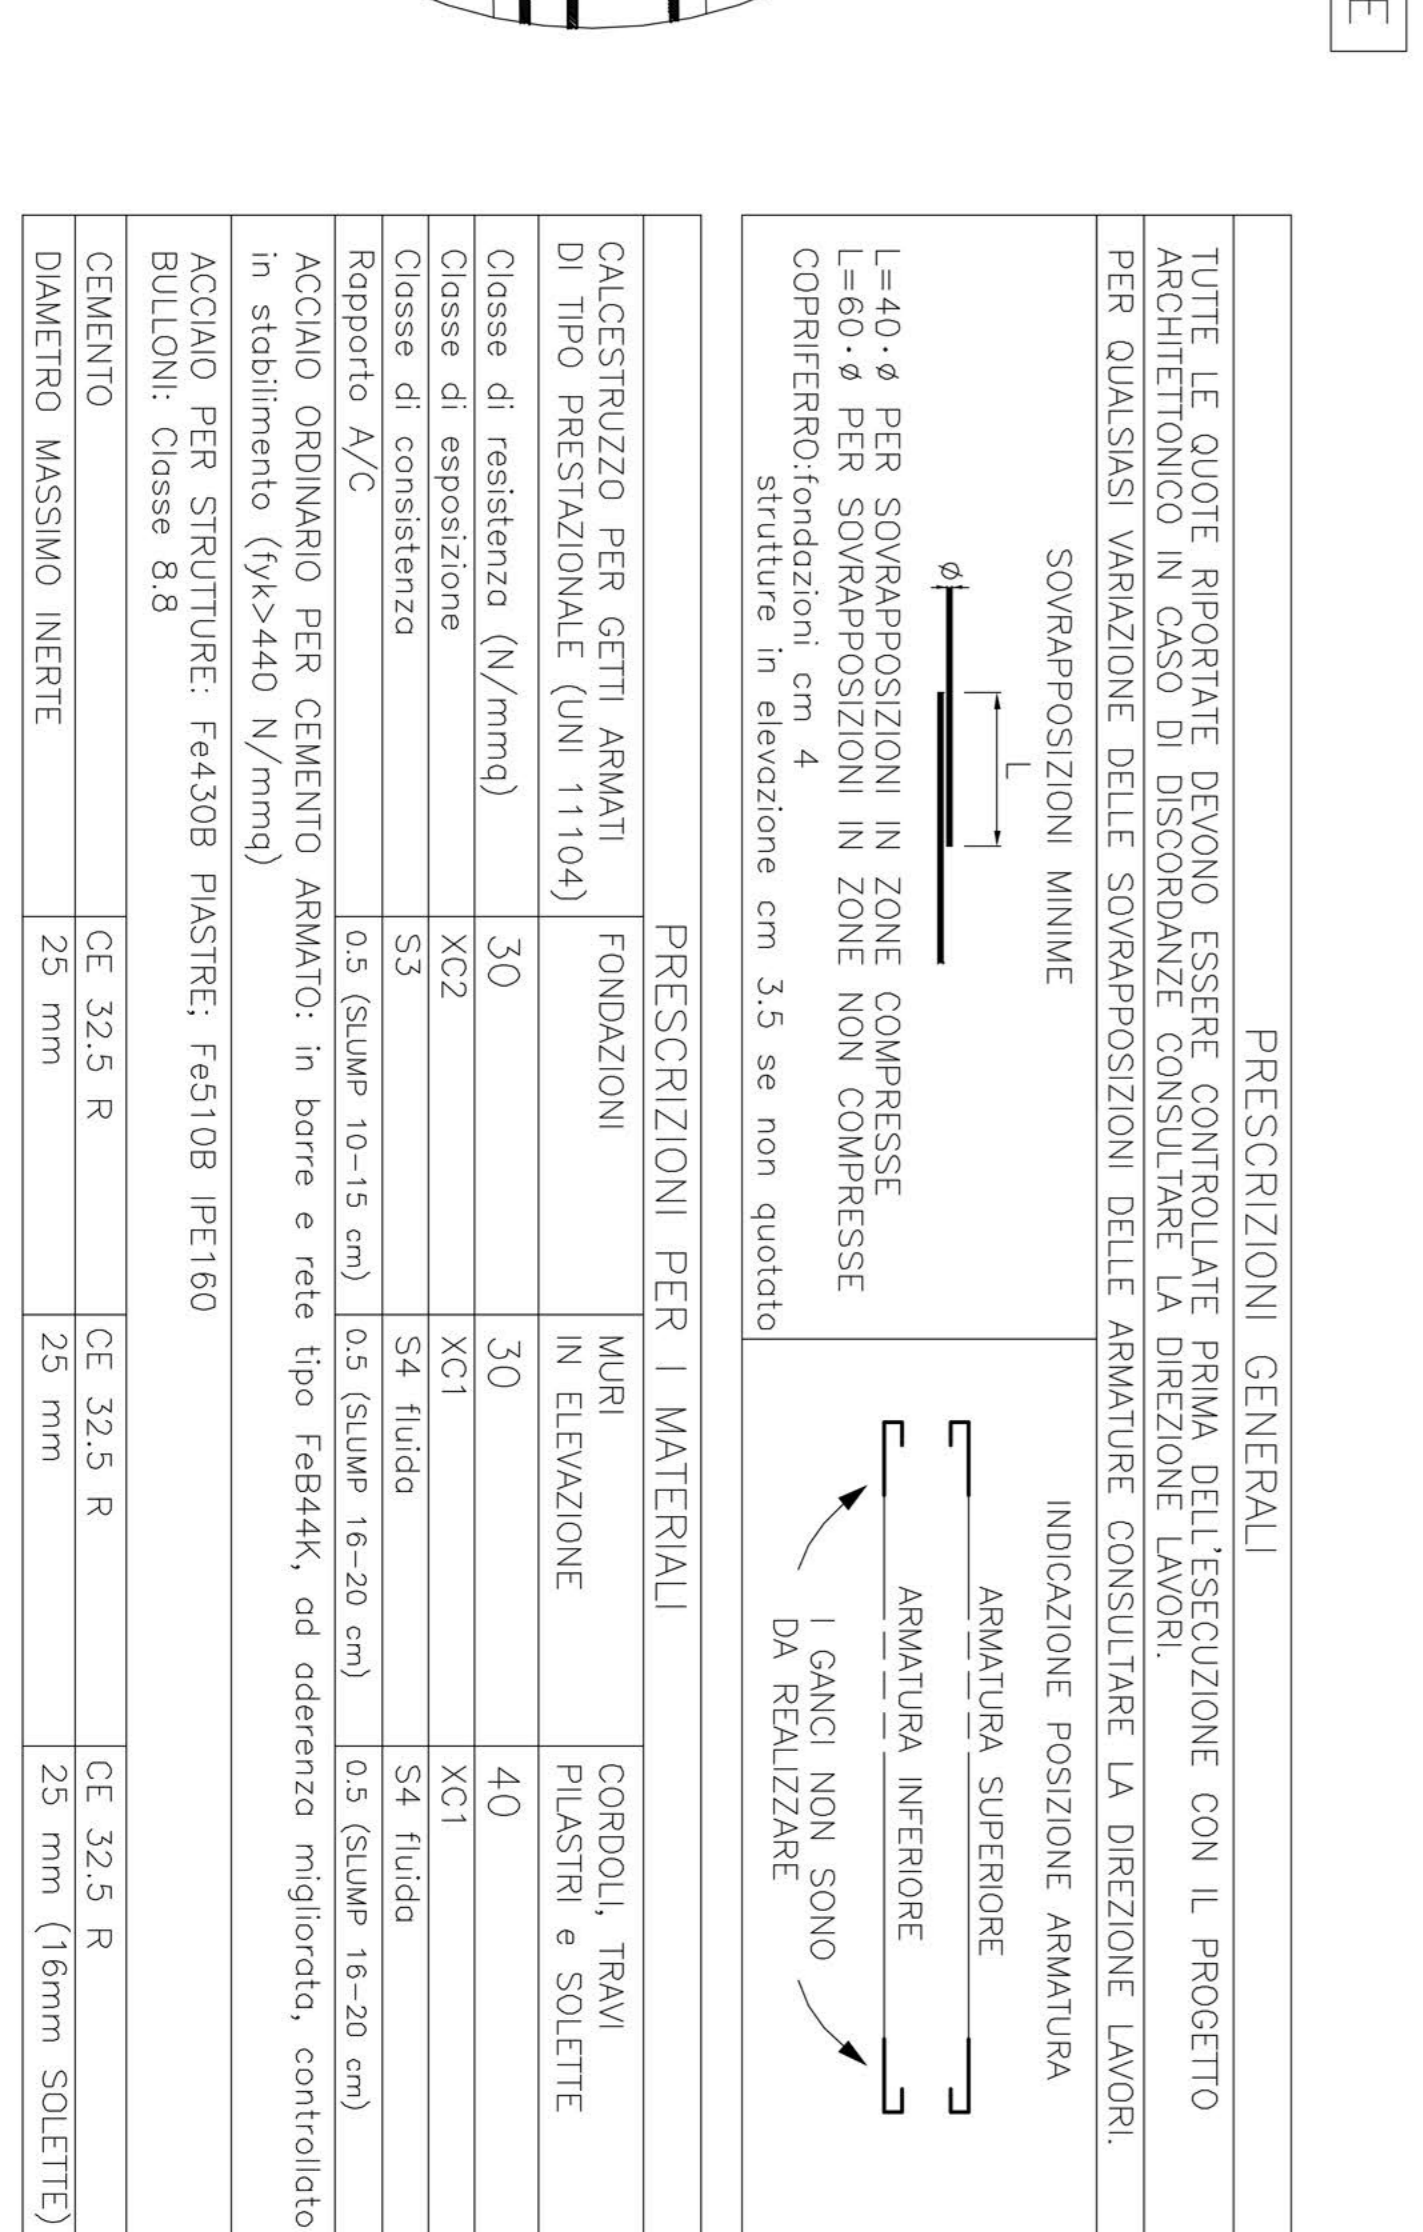 E
PRESCRIZIONI GENERALI
TUTTE LE QUOTE RIPORTATE DEVONO ESSERE CONTROLLATE PRIMA DELL'ESECUZIONE CON IL PROGETTO
ARCHITETTONICO IN CASO DI DISCORDANZE CONSULTARE LA DIREZIONE LAVORI.
PER QUALSIASI VARIAZIONE DELLE SOVRAPPOSIZIONI DELLE ARMATURE CONSULTARE LA DIREZIONE LAVORI.
SOVRAPPOSIZIONI MINIME
L
ø
L=40·ø PER SOVRAPPOSIZIONI IN ZONE COMPRESSE
L=60·ø PER SOVRAPPOSIZIONI IN ZONE NON COMPRESSE
COPRIFERRO:fondazioni cm 4
strutture in elevazione cm 3.5 se non quotato
INDICAZIONE POSIZIONE ARMATURA
ARMATURA SUPERIORE
ARMATURA INFERIORE
I GANCI NON SONO
DA REALIZZARE
PRESCRIZIONI PER I MATERIALI
CALCESTRUZZO PER GETTI ARMATI
DI TIPO PRESTAZIONALE (UNI 11104)
FONDAZIONI
MURI
IN ELEVAZIONE
CORDOLI, TRAVI
PILASTRI e SOLETTE
Classe di resistenza (N/mmq) 30 30 40
Classe di esposizione XC2 XC1 XC1
Classe di consistenza S3 S4 fluida S4 fluida
Rapporto A/C 0.5 (SLUMP 10-15 cm) 0.5 (SLUMP 16-20 cm) 0.5 (SLUMP 16-20 cm)
ACCIAIO ORDINARIO PER CEMENTO ARMATO: in barre e rete tipo FeB44K, ad aderenza migliorata, controllato
in stabilimento (fyk>440 N/mmq)
ACCIAIO PER STRUTTURE: Fe430B PIASTRE; Fe510B IPE160
BULLONI: Classe 8.8
CEMENTO CE 32.5 R CE 32.5 R CE 32.5 R
DIAMETRO MASSIMO INERTE 25 mm 25 mm 25 mm (16mm SOLETTE)